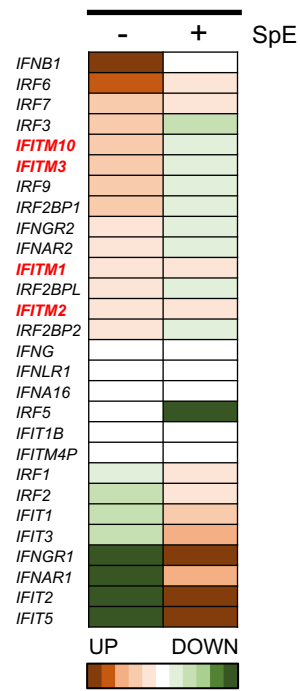 - + SpE
IFNB1
IRF6
IRF7
IRF3
IFITM10
IFITM3
IRF9
IRF2BP1
IFNGR2
IFNAR2
IFITM1
IRF2BPL
IFITM2
IRF2BP2
IFNG
IFNLR1
IFNA16
IRF5
IFIT1B
IFITM4P
IRF1
IRF2
IFIT1
IFIT3
IFNGR1
IFNAR1
IFIT2
IFIT5
UP DOWN